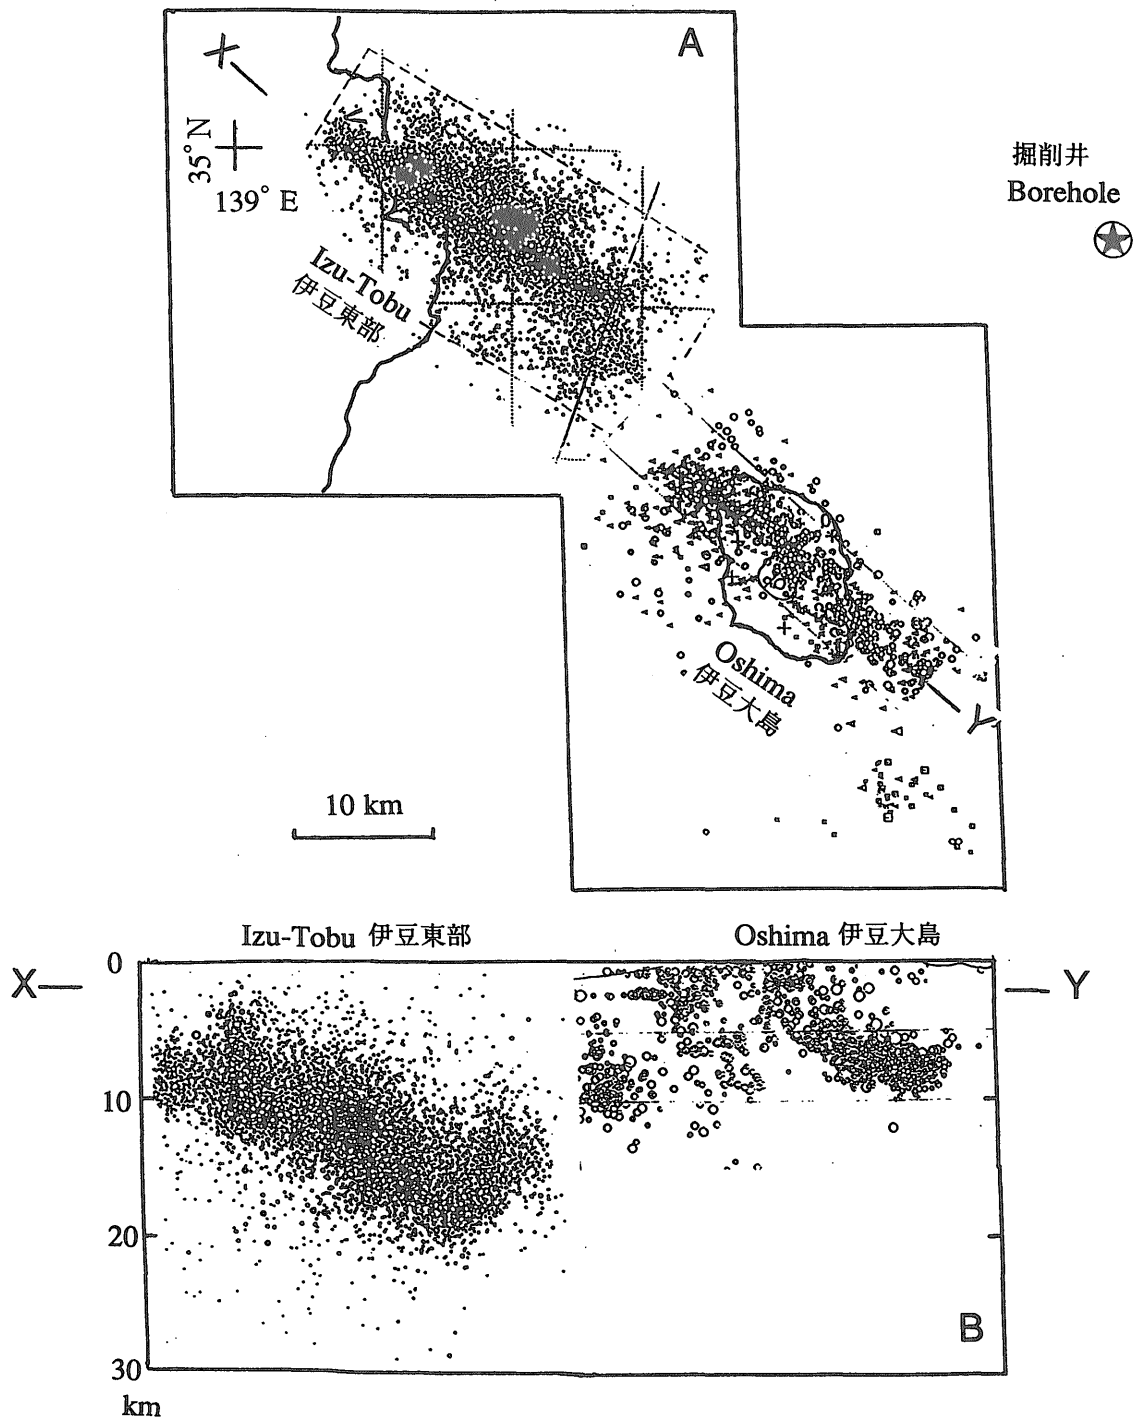 A
X
35° N
139° E
掘削井
Borehole
Izu-Tobu
伊豆東部
Oshima
伊豆大島
Y
10 km
Izu-Tobu 伊豆東部
Oshima 伊豆大島
0
X
Y
10
20
B
30
km